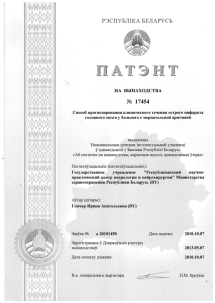 РЭСПУБЛІКА БЕЛАРУСЬ
ПАТЭНТ
НА ВЫНАХОДСТВА
№ 17454
Способ прогнозирования клинического течения острого инфаркта
головного мозга у больного с мерцательной аритмией
выдадзены
Нацыянальным цэнтрам інтэлектуальнай уласнасці
ў адпаведнасці з Законам Рэспублікі Беларусь
«Аб патэнтах на вынаходствы, карысныя мадэлі, прамысловыя ўзоры»
Патэнтаўладальнік (патэнтаўладальнікі):
Государственное учреждение "Республиканский научно-
практический центр неврологии и нейрохирургии" Министерства
здравоохранения Республики Беларусь (BY)
Аўтар (аўтары):
Гончар Ирина Анатольевна (BY)
Заяўка № a 20101450
Дата падачы: 2010.10.07
Зарэгістравана ў Дзяржаўным рэестры
вынаходстваў:
2013.05.07
Дата пачатку дзеяння:
2010.10.07